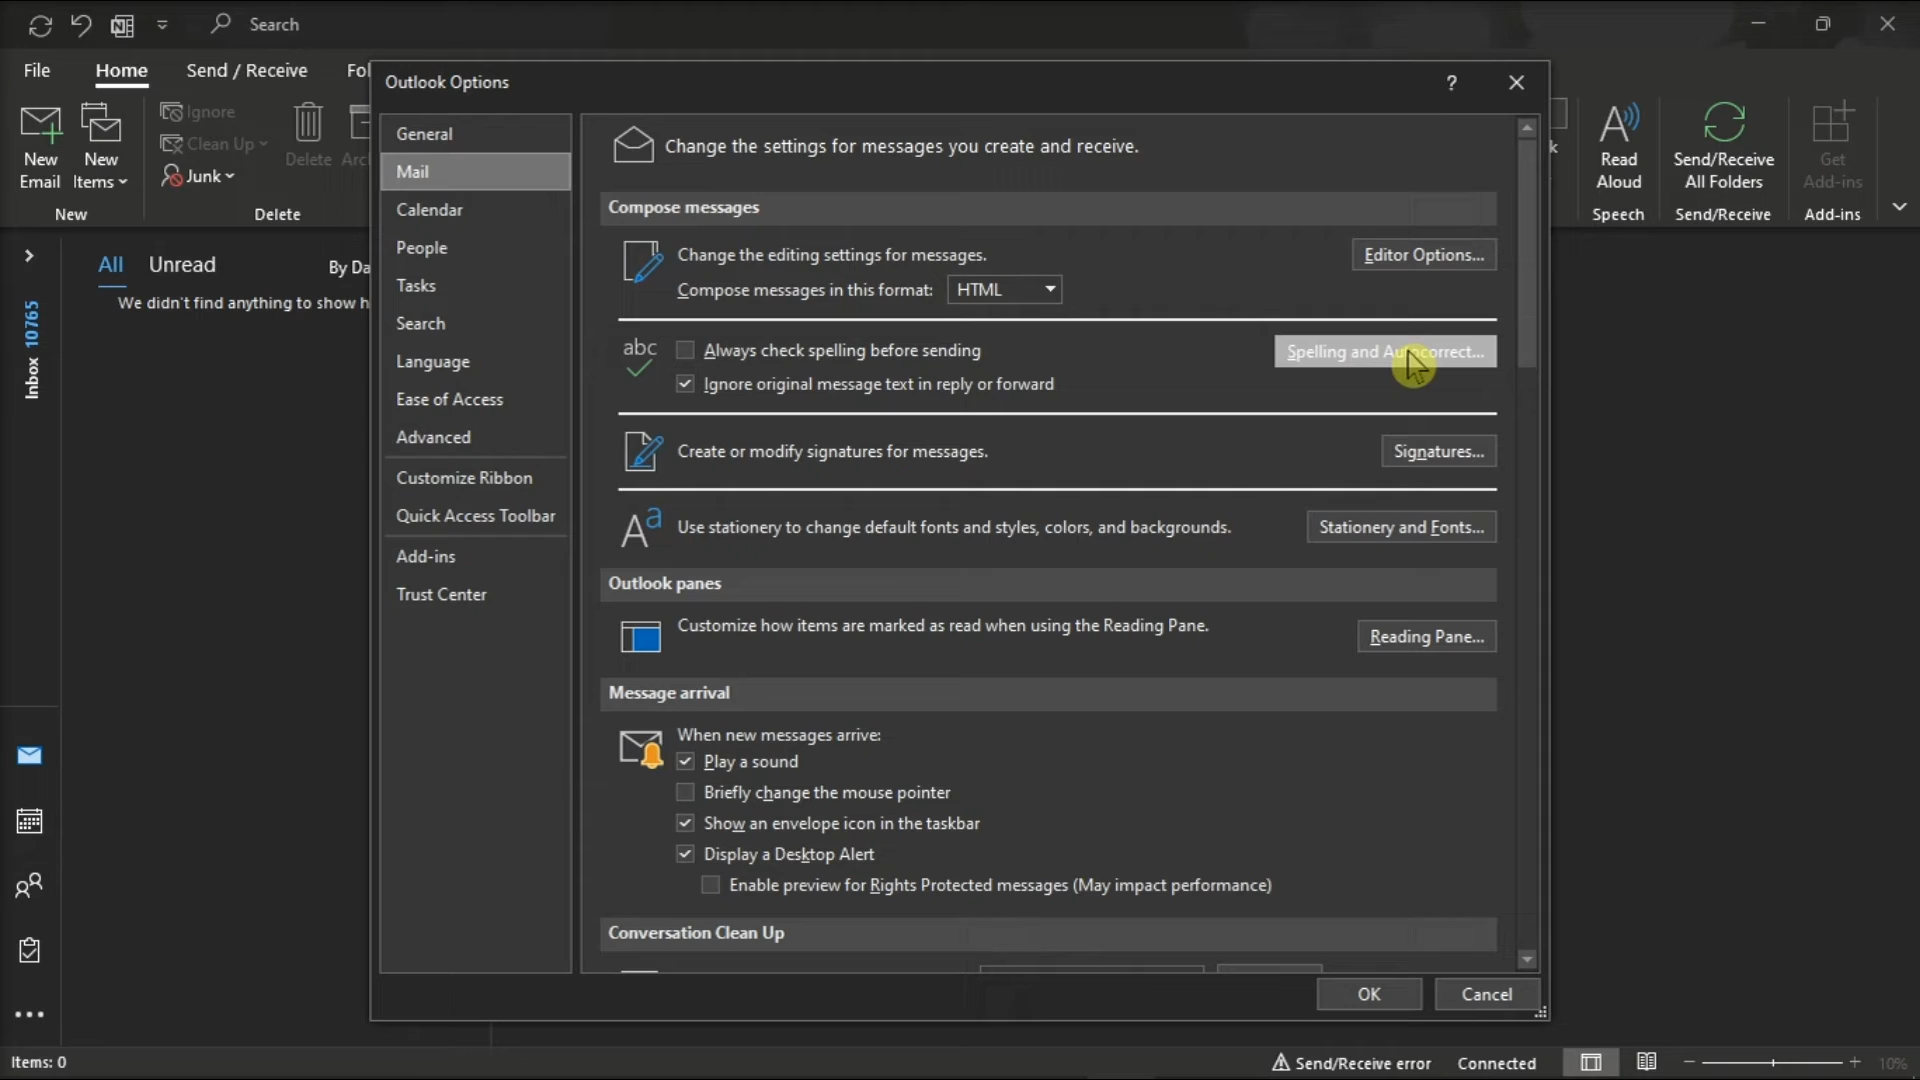 Search
File Home Send / Receive Fol
New Email
New Items
Ignore
Clean Up
Junk
Delete
Arc
New
Delete
Read Aloud
Send/Receive All Folders
Get Add-ins
Speech
Send/Receive
Add-ins
All Unread By Da
We didn't find anything to show h
Inbox 10765
Outlook Options
?
General
Mail
Calendar
People
Tasks
Search
Language
Ease of Access
Advanced
Customize Ribbon
Quick Access Toolbar
Add-ins
Trust Center
Change the settings for messages you create and receive.
Compose messages
Change the editing settings for messages.
Editor Options...
Compose messages in this format: HTML
abc
Always check spelling before sending
Spelling and Autocorrect...
Ignore original message text in reply or forward
Create or modify signatures for messages.
Signatures...
Use stationery to change default fonts and styles, colors, and backgrounds.
Stationery and Fonts...
Outlook panes
Customize how items are marked as read when using the Reading Pane.
Reading Pane...
Message arrival
When new messages arrive:
Play a sound
Briefly change the mouse pointer
Show an envelope icon in the taskbar
Display a Desktop Alert
Enable preview for Rights Protected messages (May impact performance)
Conversation Clean Up
OK Cancel
Items: 0
Send/Receive error Connected
10%